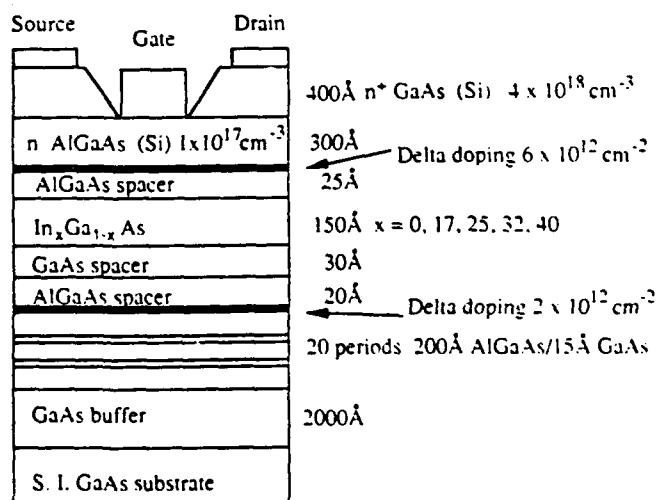 Source Drain
Gate
400Å n⁺ GaAs (Si) 4 x 10¹⁸ cm⁻³
n AlGaAs (Si) 1x10¹⁷cm⁻³ 300Å
Delta doping 6 x 10¹² cm⁻²
AlGaAs spacer 25Å
InₓGa₁₋ₓ As 150Å x = 0, 17, 25, 32, 40
GaAs spacer 30Å
AlGaAs spacer 20Å
Delta doping 2 x 10¹² cm⁻²
20 periods 200Å AlGaAs/15Å GaAs
GaAs buffer 2000Å
S. I. GaAs substrate